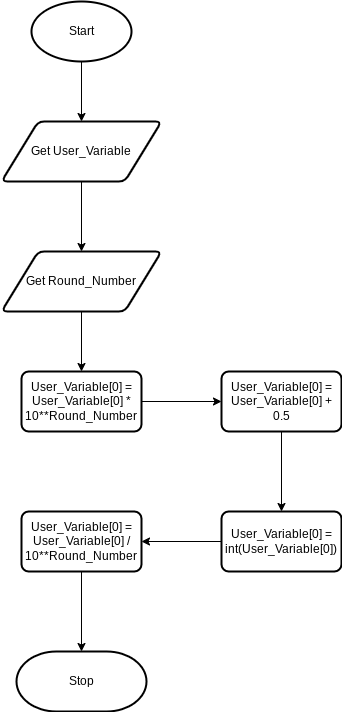 Start
Get User_Variable
Get Round_Number
User_Variable[0] =
User_Variable[0] *
10**Round_Number
User_Variable[0] =
User_Variable[0] +
0.5
User_Variable[0] =
int(User_Variable[0])
User_Variable[0] =
User_Variable[0] /
10**Round_Number
Stop